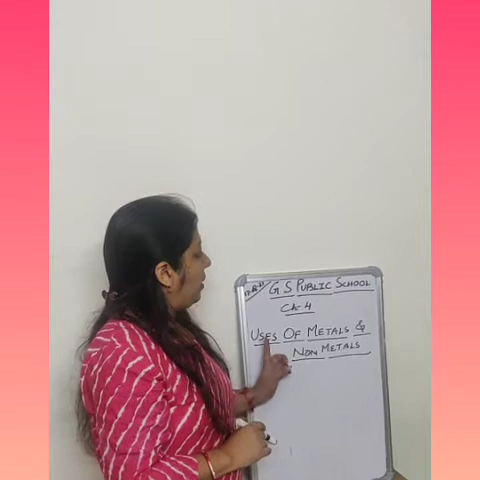 G S PUBLIC SCHOOL
CH-4
USES OF METALS &
NON METALS